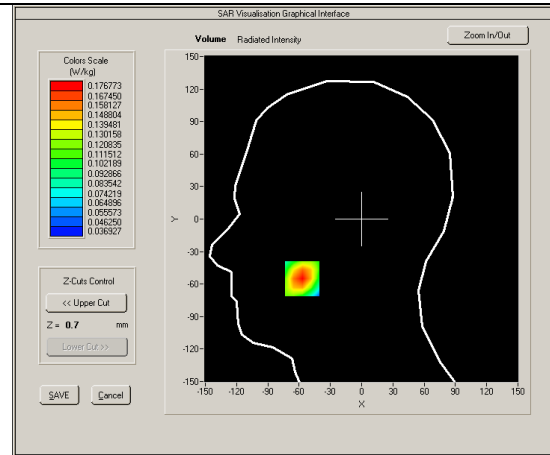 SAR Visualisation Graphical Interface
Volume Radiated Intensity
Zoom In/Out
Colors Scale
(W/kg)
0.176773
0.167450
0.158127
0.148804
0.139481
0.130158
0.120835
0.111512
0.102189
0.092866
0.083542
0.074219
0.064896
0.055573
0.046250
0.036927
Z-Cuts Control
<< Upper Cut
Z = 0.7 mm
Lower Cut >>
SAVE Cancel
150-
120-
90-
60-
30-
0-
-30-
-60-
-90-
-120-
-150-
Y
-150 -120 -90 -60 -30 0 30 60 90 120 150
X